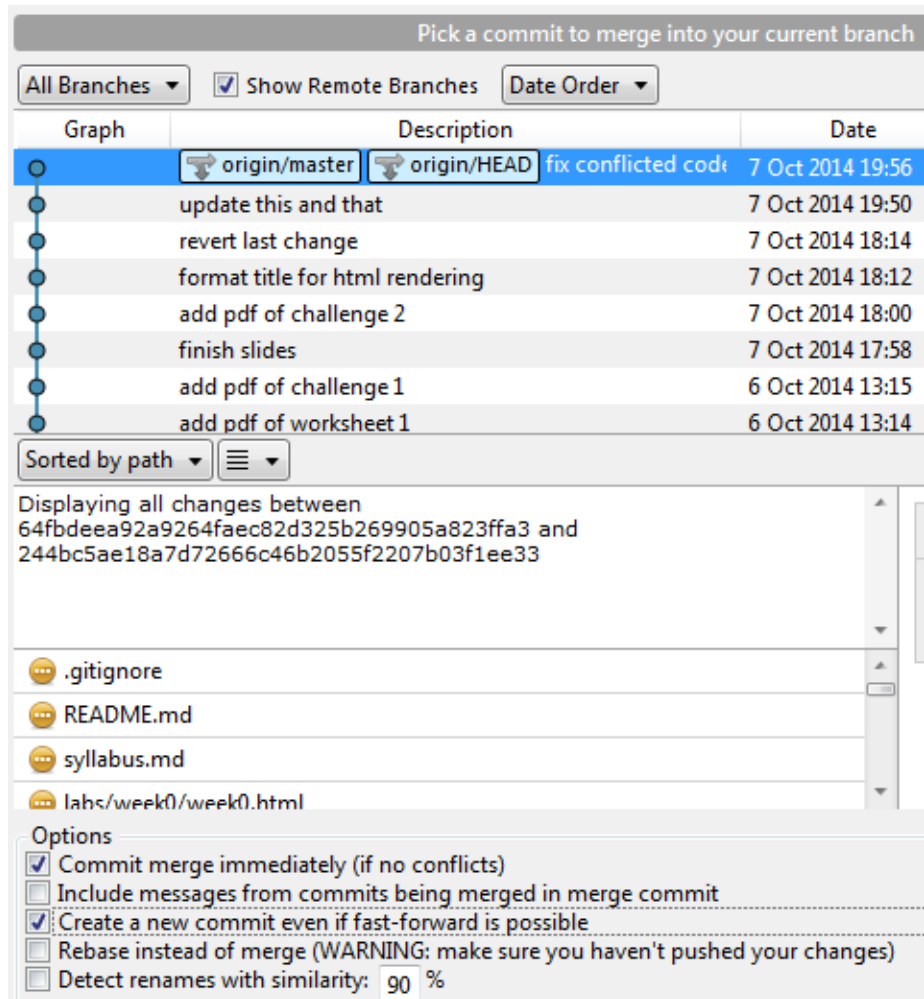 Pick a commit to merge into your current branch
All Branches Show Remote Branches Date Order
Graph Description Date
origin/master origin/HEAD fix conflicted code 7 Oct 2014 19:56
update this and that 7 Oct 2014 19:50
revert last change 7 Oct 2014 18:14
format title for html rendering 7 Oct 2014 18:12
add pdf of challenge 2 7 Oct 2014 18:00
finish slides 7 Oct 2014 17:58
add pdf of challenge 1 6 Oct 2014 13:15
add pdf of worksheet 1 6 Oct 2014 13:14
Sorted by path
Displaying all changes between
64fbdeea92a9264faec82d325b269905a823ffa3 and
244bc5ae18a7d72666c46b2055f2207b03f1ee33
.gitignore
README.md
syllabus.md
labs/week0/week0.html
Options
Commit merge immediately (if no conflicts)
Include messages from commits being merged in merge commit
Create a new commit even if fast-forward is possible
Rebase instead of merge (WARNING: make sure you haven't pushed your changes)
Detect renames with similarity: 90 %